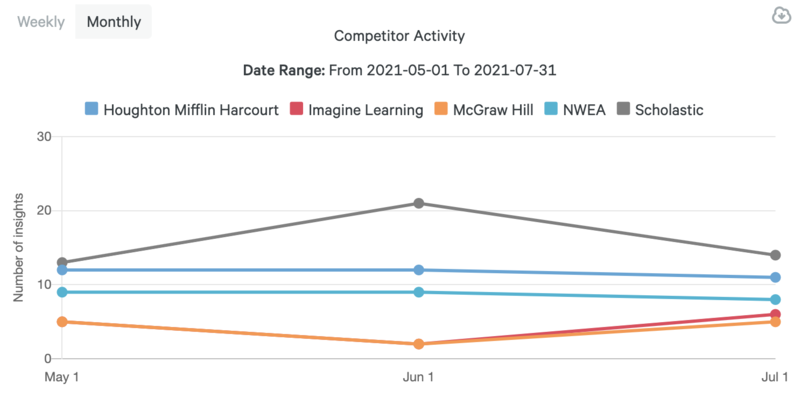 Weekly Monthly
Competitor Activity
Date Range: From 2021-05-01 To 2021-07-31
Houghton Mifflin Harcourt Imagine Learning McGraw Hill NWEA Scholastic
Number of insights
30
20
10
0
May 1 Jun 1 Jul 1